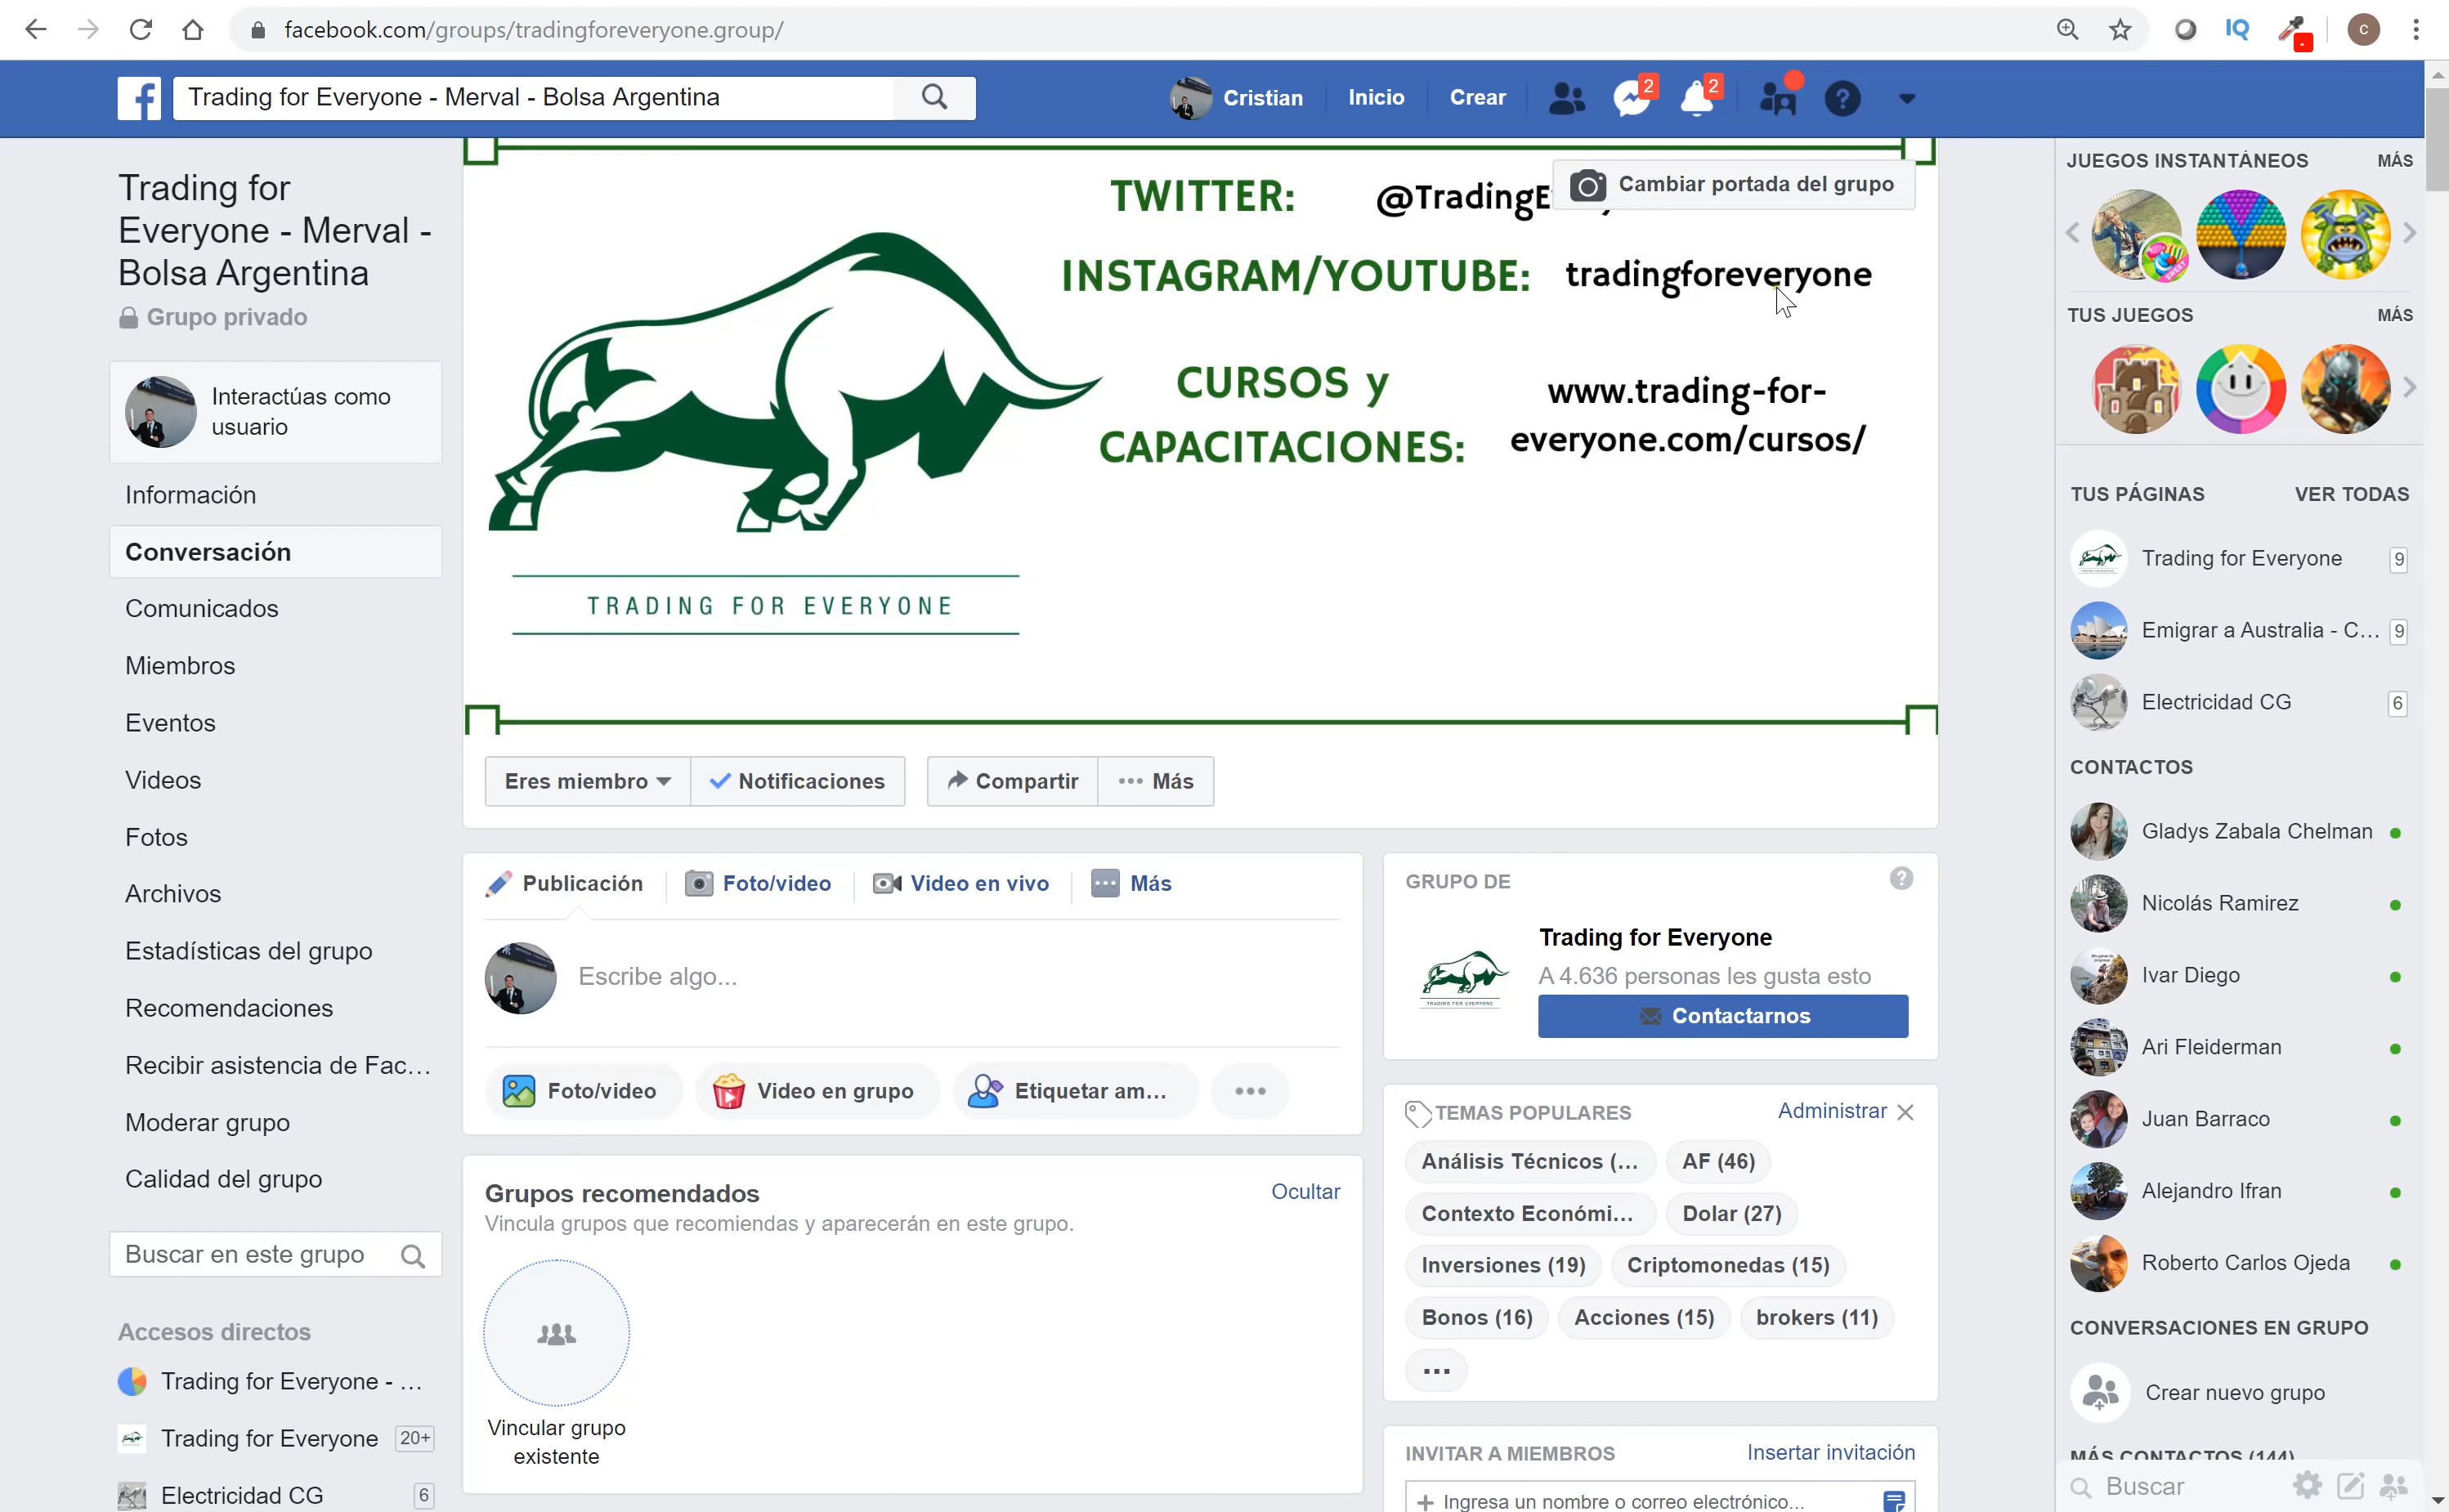 facebook.com/groups/tradingforeveryone.group/
IQ
c
Trading for Everyone - Merval - Bolsa Argentina
Cristian
Inicio
Crear
2
2
?
Trading for
Everyone - Merval -
Bolsa Argentina
Grupo privado
Interactúas como
usuario
Información
Conversación
Comunicados
Miembros
Eventos
Videos
Fotos
Archivos
Estadísticas del grupo
Recomendaciones
Recibir asistencia de Fac...
Moderar grupo
Calidad del grupo
Buscar en este grupo
Accesos directos
Trading for Everyone - ...
Trading for Everyone 20+
Electricidad CG 6
TWITTER:
Cambiar portada del grupo
INSTAGRAM/YOUTUBE: tradingforeveryone
CURSOS y
CAPACITACIONES:
www.trading-for-
everyone.com/cursos/
TRADING FOR EVERYONE
Eres miembro
Notificaciones
Compartir
Más
Publicación
Foto/video
Video en vivo
Más
Escribe algo...
Foto/video
Video en grupo
Etiquetar am...
Grupos recomendados
Ocultar
Vincula grupos que recomiendas y aparecerán en este grupo.
Vincular grupo
existente
GRUPO DE
?
Trading for Everyone
A 4.636 personas les gusta esto
TRADING FOR EVERYONE
Contactarnos
TEMAS POPULARES
Administrar
Análisis Técnicos (...
AF (46)
Contexto Económi...
Dolar (27)
Inversiones (19)
Criptomonedas (15)
Bonos (16)
Acciones (15)
brokers (11)
...
INVITAR A MIEMBROS
Insertar invitación
+ Ingresa un nombre o correo electrónico...
JUEGOS INSTANTÁNEOS MÁS
SWEET
TUS JUEGOS MÁS
TUS PÁGINAS VER TODAS
Trading for Everyone 9
Emigrar a Australia - C... 9
Electricidad CG 6
CONTACTOS
Gladys Zabala Chelman
Nicolás Ramirez
Ivar Diego
Ari Fleiderman
Juan Barraco
Alejandro Ifran
Roberto Carlos Ojeda
CONVERSACIONES EN GRUPO
Crear nuevo grupo
MÁS CONTACTOS (144)
Buscar